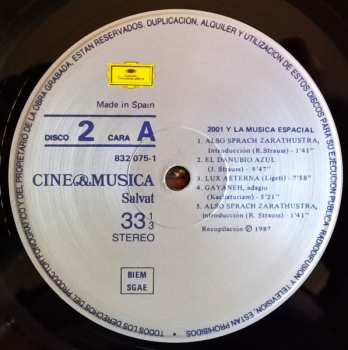 TODOS LOS DERECHOS DEL PRODUCTOR FONOGRAFICO Y DEL PROPIETARIO DE LA OBRA GRABADA, ESTAN RESERVADOS. DUPLICACION, ALQUILER Y UTILIZACION DE ESTOS DISCOS PARA SU EJECUCION PUBLICA, RADIODIFUSION Y TELEVISION, ESTAN PROHIBIDOS.
Made in Spain
DISCO 2 CARA A
832 075-1
CINE&MUSICA
Salvat
33 1/3
STEREO
BIEM
SGAE
2001 Y LA MUSICA ESPACIAL
1. ALSO SPRACH ZARATHUSTRA,
Introducción (R. Strauss) - 1'41"
2. EL DANUBIO AZUL
(J. Strauss) - 9'47"
3. LUX AETERNA (Ligeti) - 7'58"
4. GAYANEH, adagio
(Kachaturiam) - 5'21"
5. ALSO SPRACH ZARATHUSTRA,
Introducción (R. Strauss) - 1'41"
Recopilación ℗ 1987